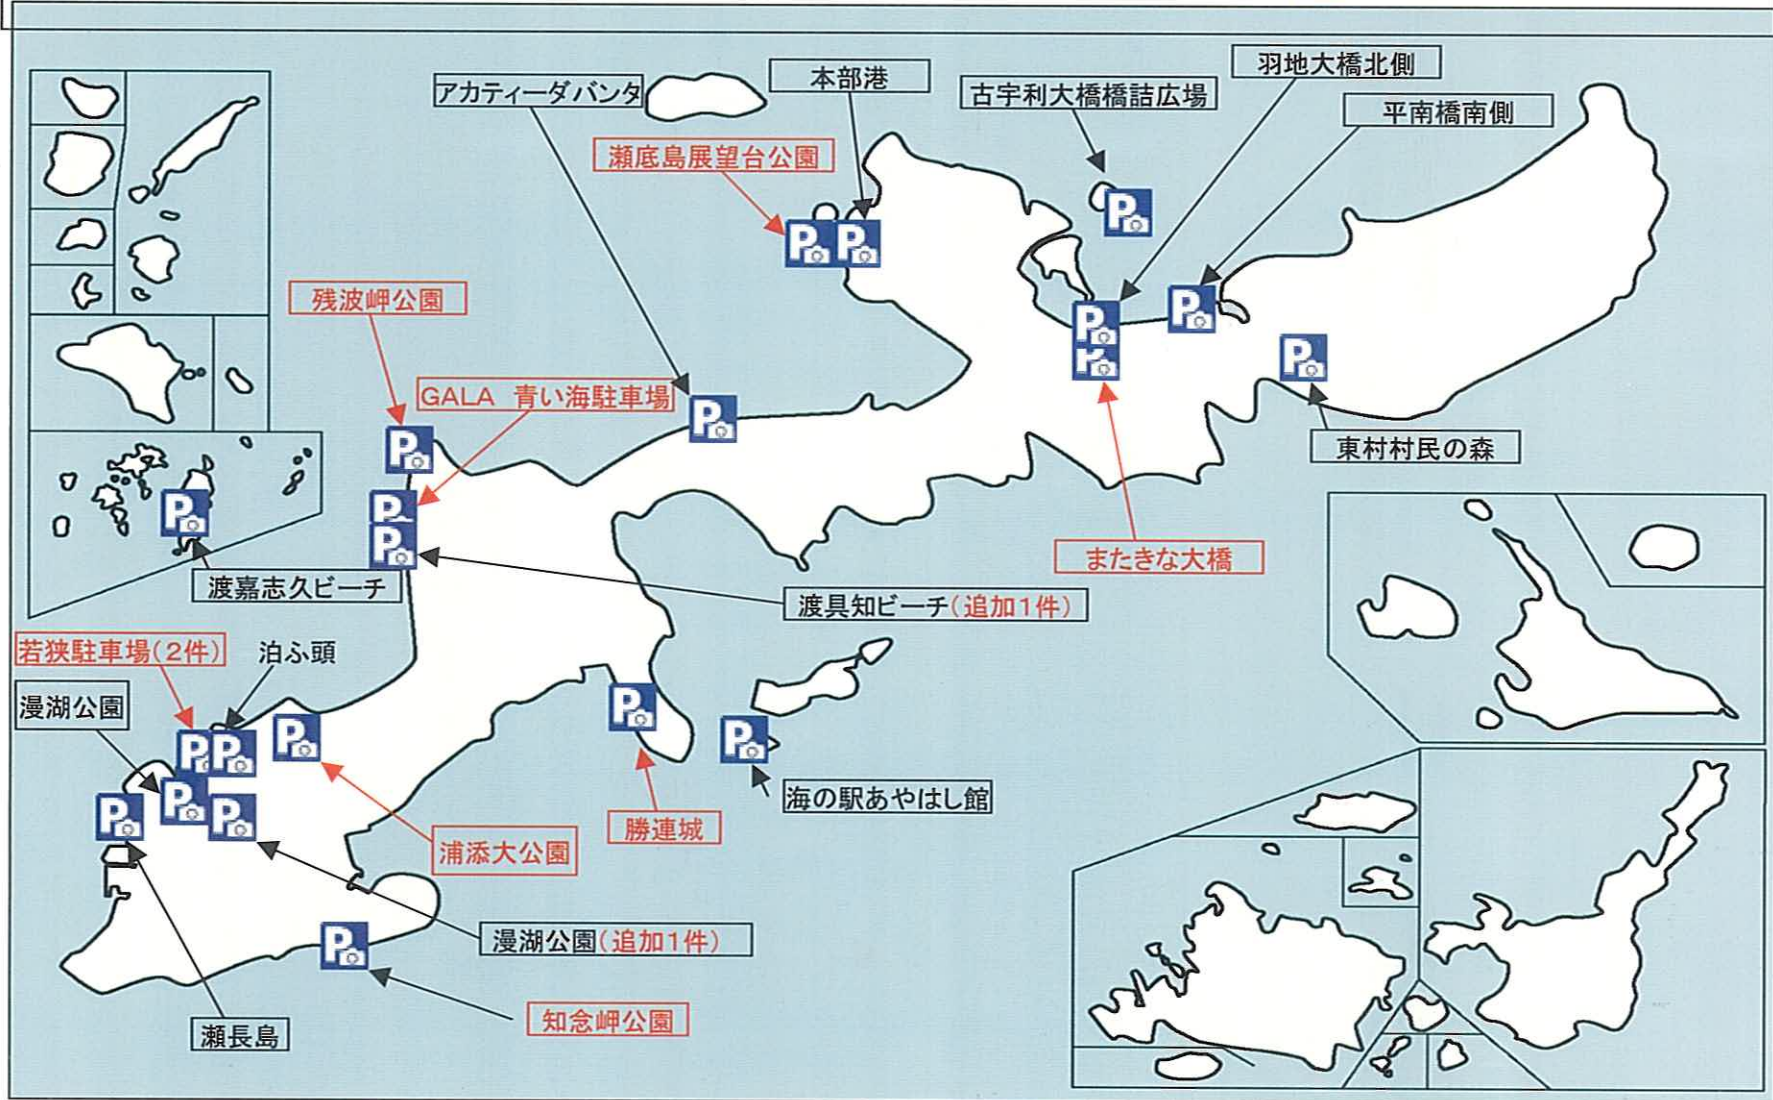 羽地大橋北側
本部港
アカティーダバンタ
古宇利大橋橋詰広場
平南橋南側
瀬底島展望台公園
P
P
P
残波岬公園
P
P
P
GALA 青い海駐車場
P
P
P
東村村民の森
P
P
P
渡嘉志久ビーチ
またきな大橋
渡具知ビーチ(追加1件)
若狭駐車場(2件)
泊ふ頭
漫湖公園
P
P
P
P
P
P
海の駅あやはし館
P
P
勝連城
浦添大公園
漫湖公園(追加1件)
P
知念岬公園
瀬長島